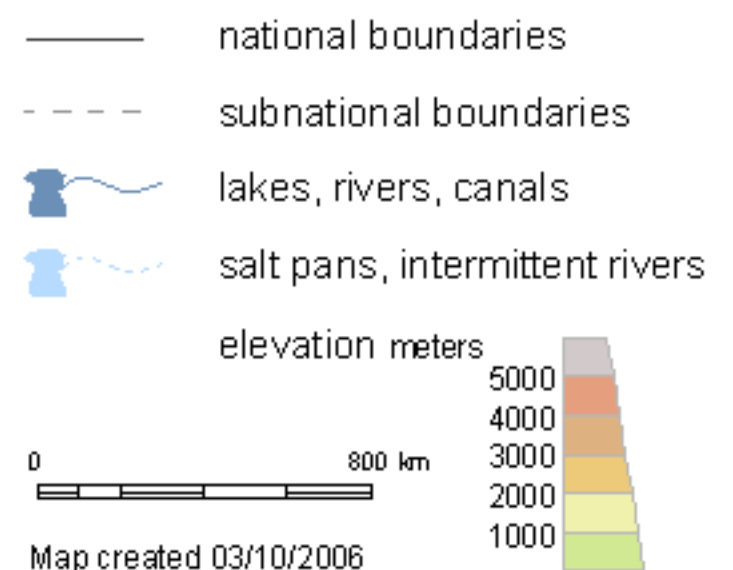 national boundaries
subnational boundaries
lakes, rivers, canals
salt pans, intermittent rivers
elevation meters
5000
4000
3000
2000
1000
0 800 km
Map created 03/10/2006